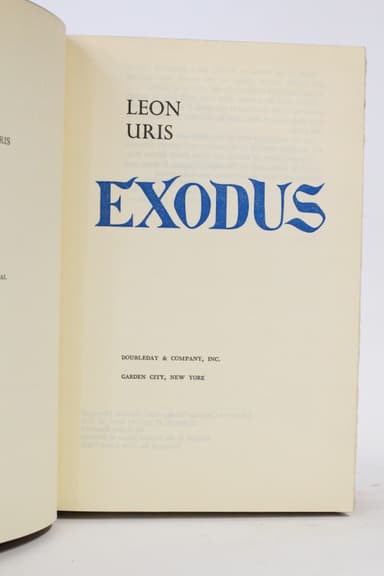 LEON
URIS
EXODUS
DOUBLEDAY & COMPANY, INC.
GARDEN CITY, NEW YORK